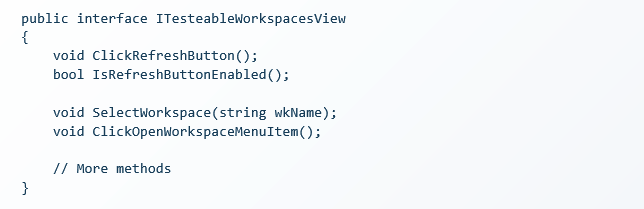 public interface ITesteableWorkspacesView
{
    void ClickRefreshButton();
    bool IsRefreshButtonEnabled();

    void SelectWorkspace(string wkName);
    void ClickOpenWorkspaceMenuItem();

    // More methods
}